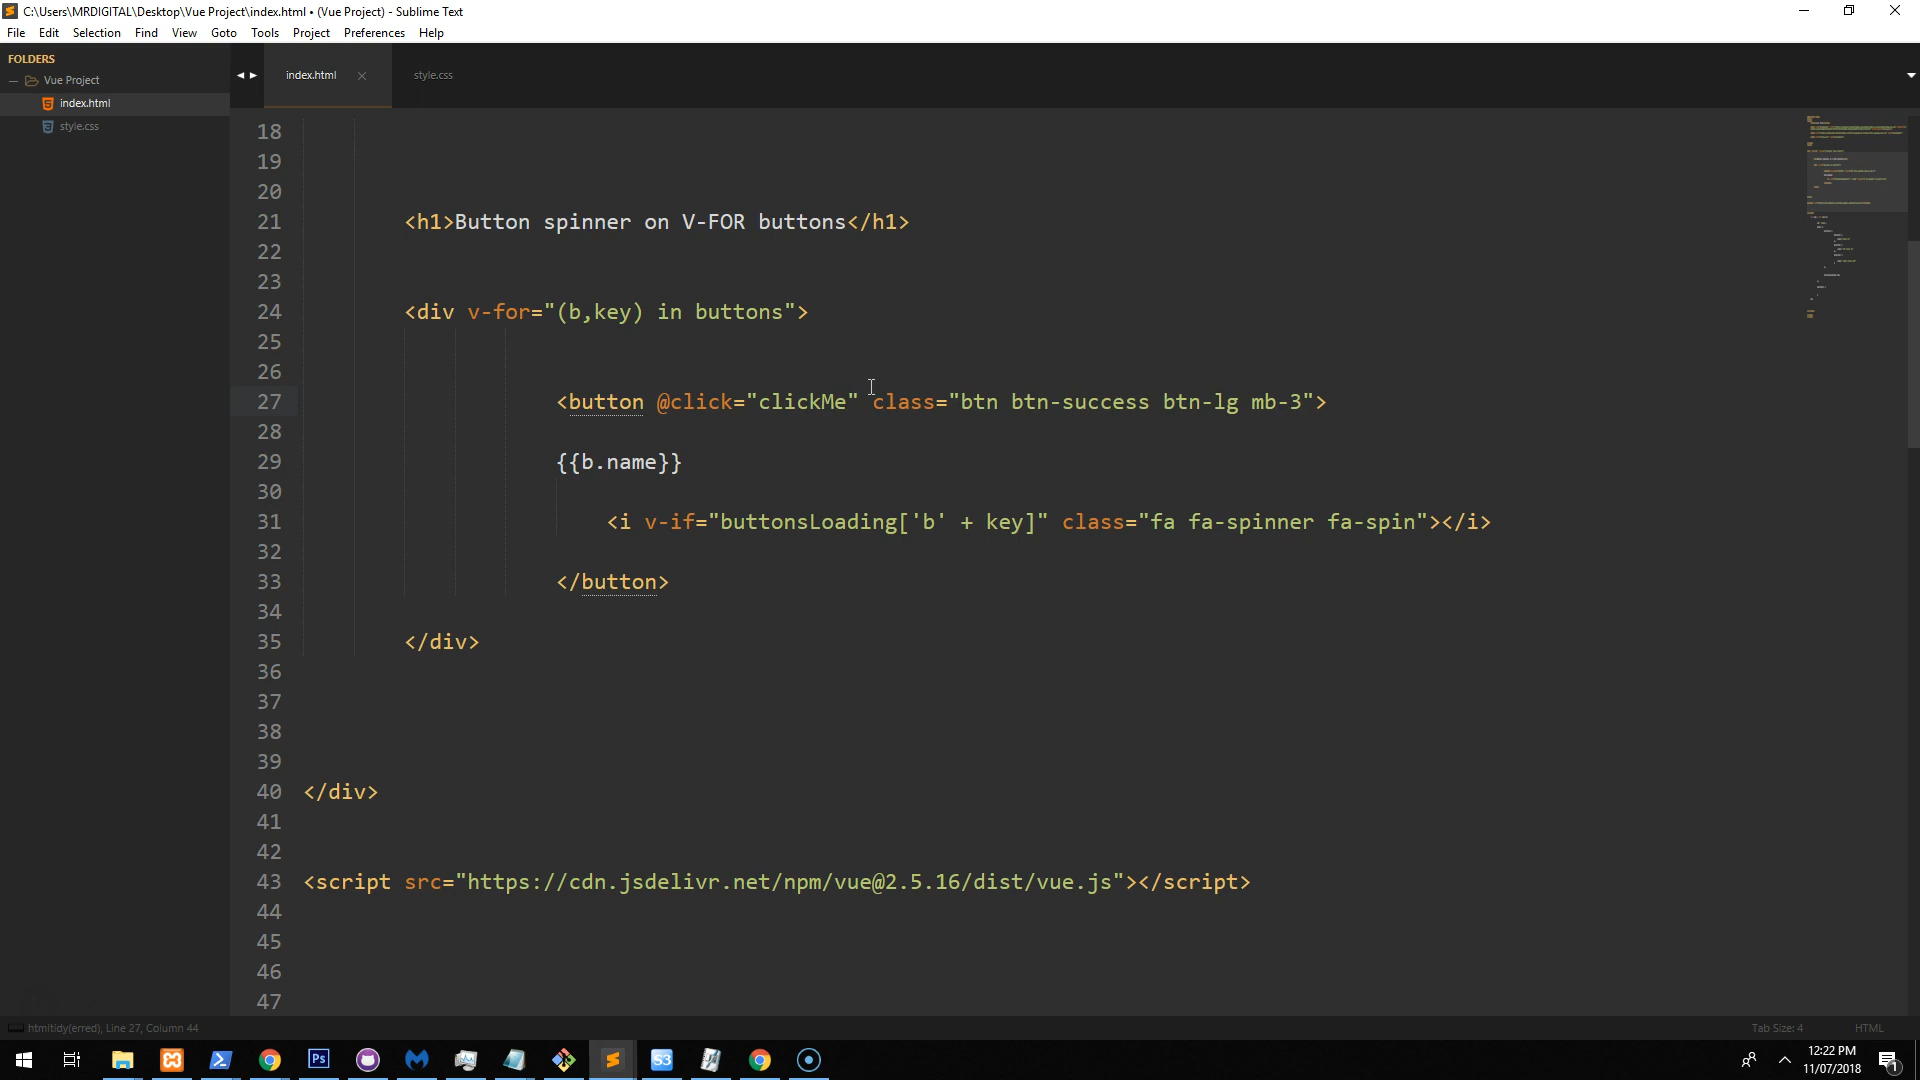 C:\Users\MRDIGITAL\Desktop\Vue Project\index.html • (Vue Project) - Sublime Text
File Edit Selection Find View Goto Tools Project Preferences Help
FOLDERS
Vue Project
index.html
style.css
index.html
style.css
18
19
20
21 <h1>Button spinner on V-FOR buttons</h1>
22
23
24 <div v-for="(b,key) in buttons">
25
26
27 <button @click="clickMe" class="btn btn-success btn-lg mb-3">
28
29 {{b.name}}
30
31 <i v-if="buttonsLoading['b' + key]" class="fa fa-spinner fa-spin"></i>
32
33 </button>
34
35 </div>
36
37
38
39
40 </div>
41
42
43 <script src="https://cdn.jsdelivr.net/npm/vue@2.5.16/dist/vue.js"></script>
44
45
46
47
htmltidy(erred), Line 27, Column 44
Tab Size: 4 HTML
Ps
S3
12:22 PM
11/07/2018
1